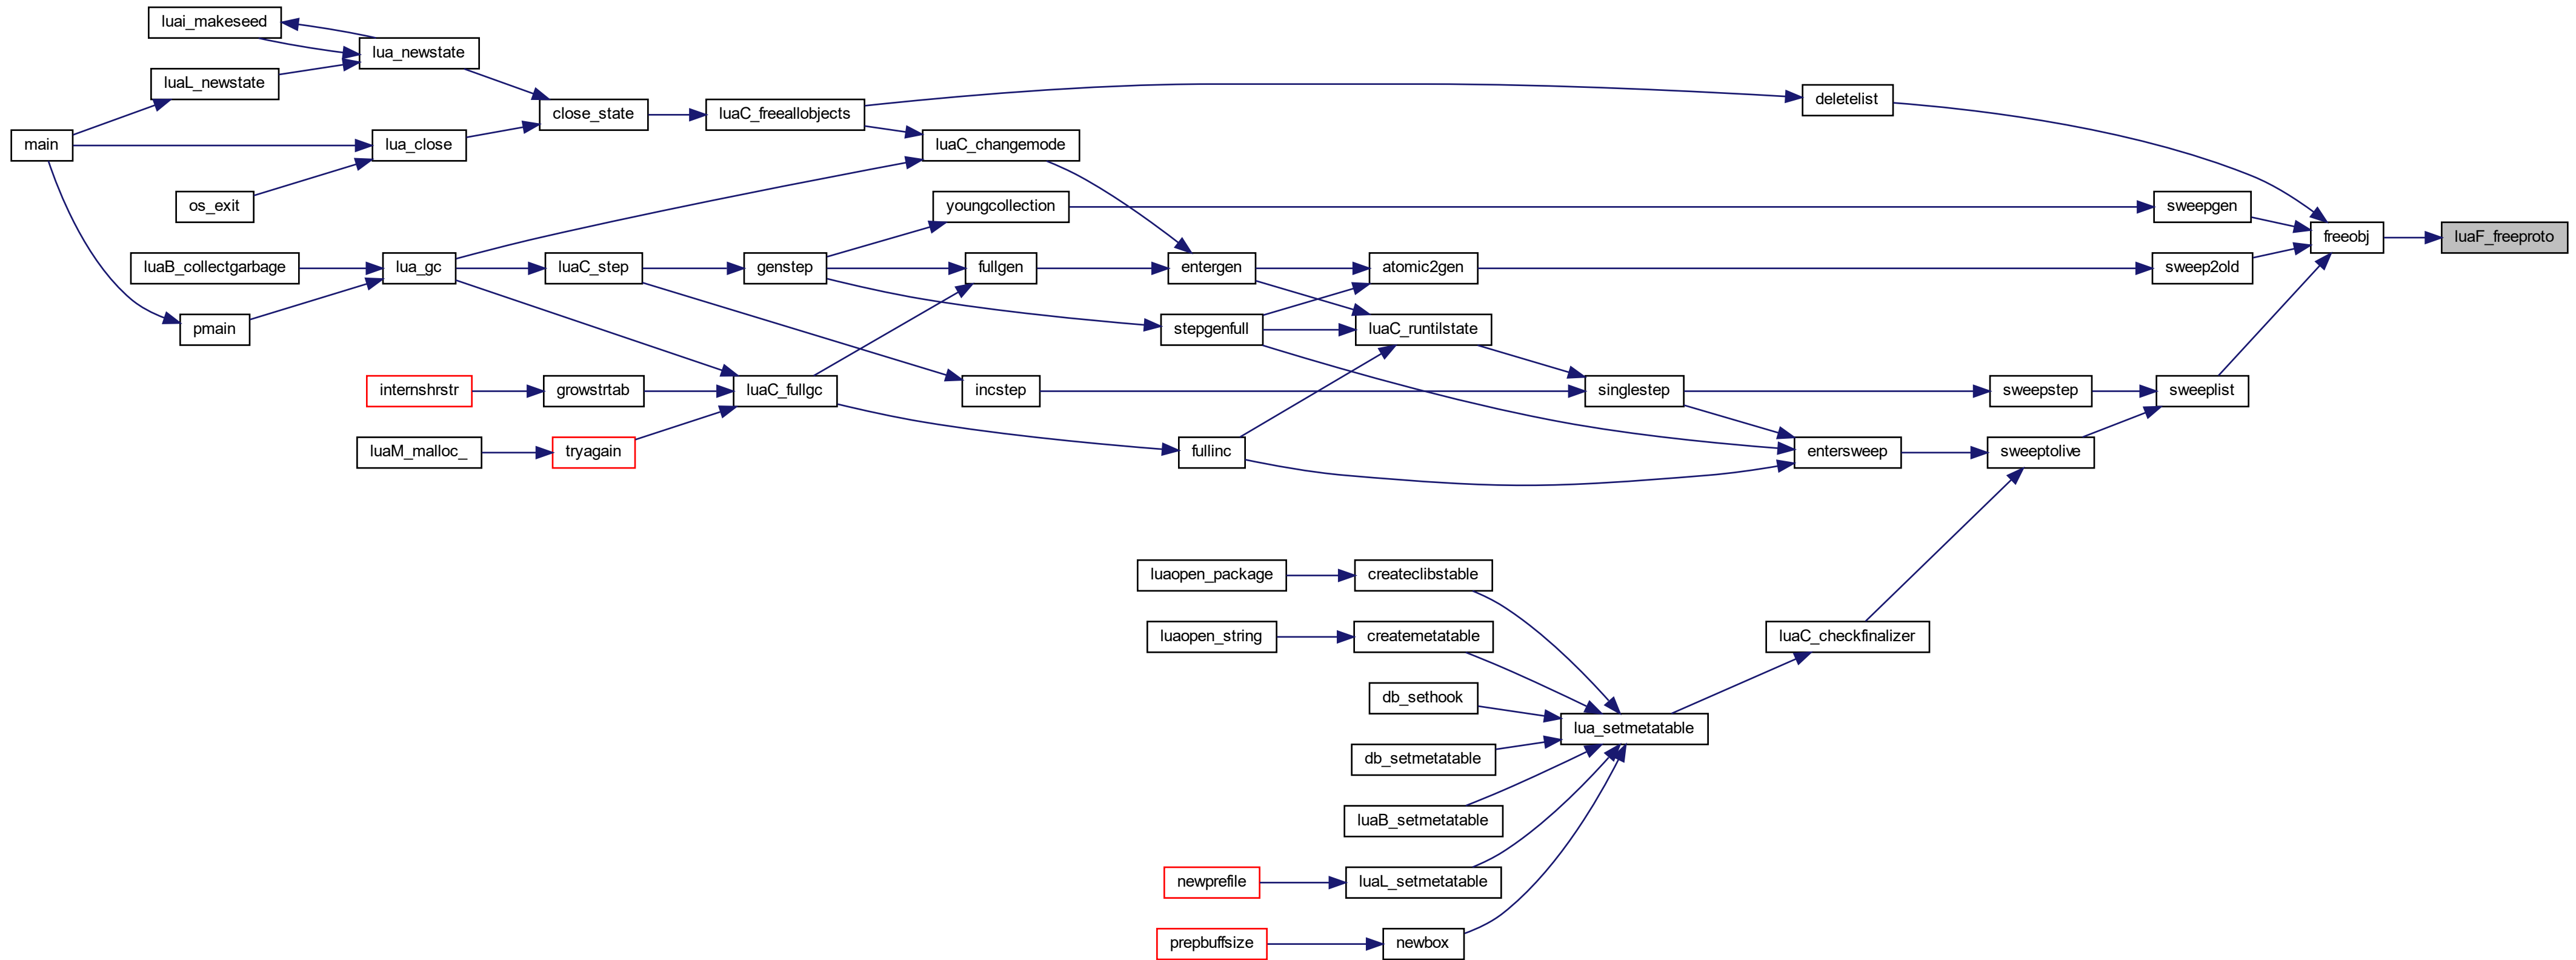 luai_makeseed
lua_newstate
luaL_newstate
deletelist
close_state
luaC_freeallobjects
main
lua_close
luaC_changemode
os_exit
youngcollection
sweepgen
freeobj
luaF_freeproto
luaB_collectgarbage
lua_gc
luaC_step
genstep
fullgen
entergen
atomic2gen
sweep2old
pmain
stepgenfull
luaC_runtilstate
internshrstr
growstrtab
luaC_fullgc
incstep
singlestep
sweepstep
sweeplist
luaM_malloc_
tryagain
fullinc
entersweep
sweeptolive
luaopen_package
createclibstable
luaopen_string
createmetatable
luaC_checkfinalizer
db_sethook
lua_setmetatable
db_setmetatable
luaB_setmetatable
newprefile
luaL_setmetatable
prepbuffsize
newbox